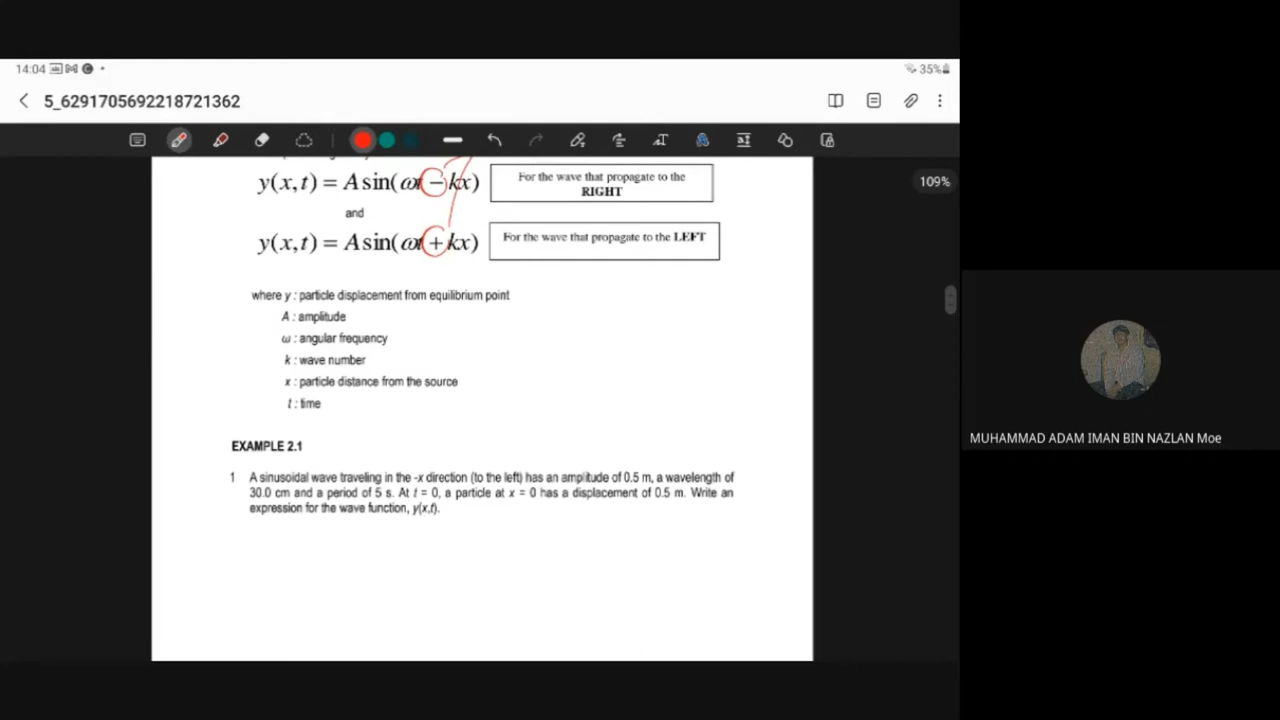 14:04
35%
5_6291705692218721362
y(x,t) = A sin(ωt − kx)
For the wave that propagate to the
RIGHT
109%
and
y(x,t) = A sin(ωt + kx)
For the wave that propagate to the LEFT
where y : particle displacement from equilibrium point
A : amplitude
ω : angular frequency
k : wave number
x : particle distance from the source
t : time
EXAMPLE 2.1
1 A sinusoidal wave traveling in the -x direction (to the left) has an amplitude of 0.5 m, a wavelength of
30.0 cm and a period of 5 s. At t = 0, a particle at x = 0 has a displacement of 0.5 m. Write an
expression for the wave function, y(x,t).
MUHAMMAD ADAM IMAN BIN NAZLAN Moe